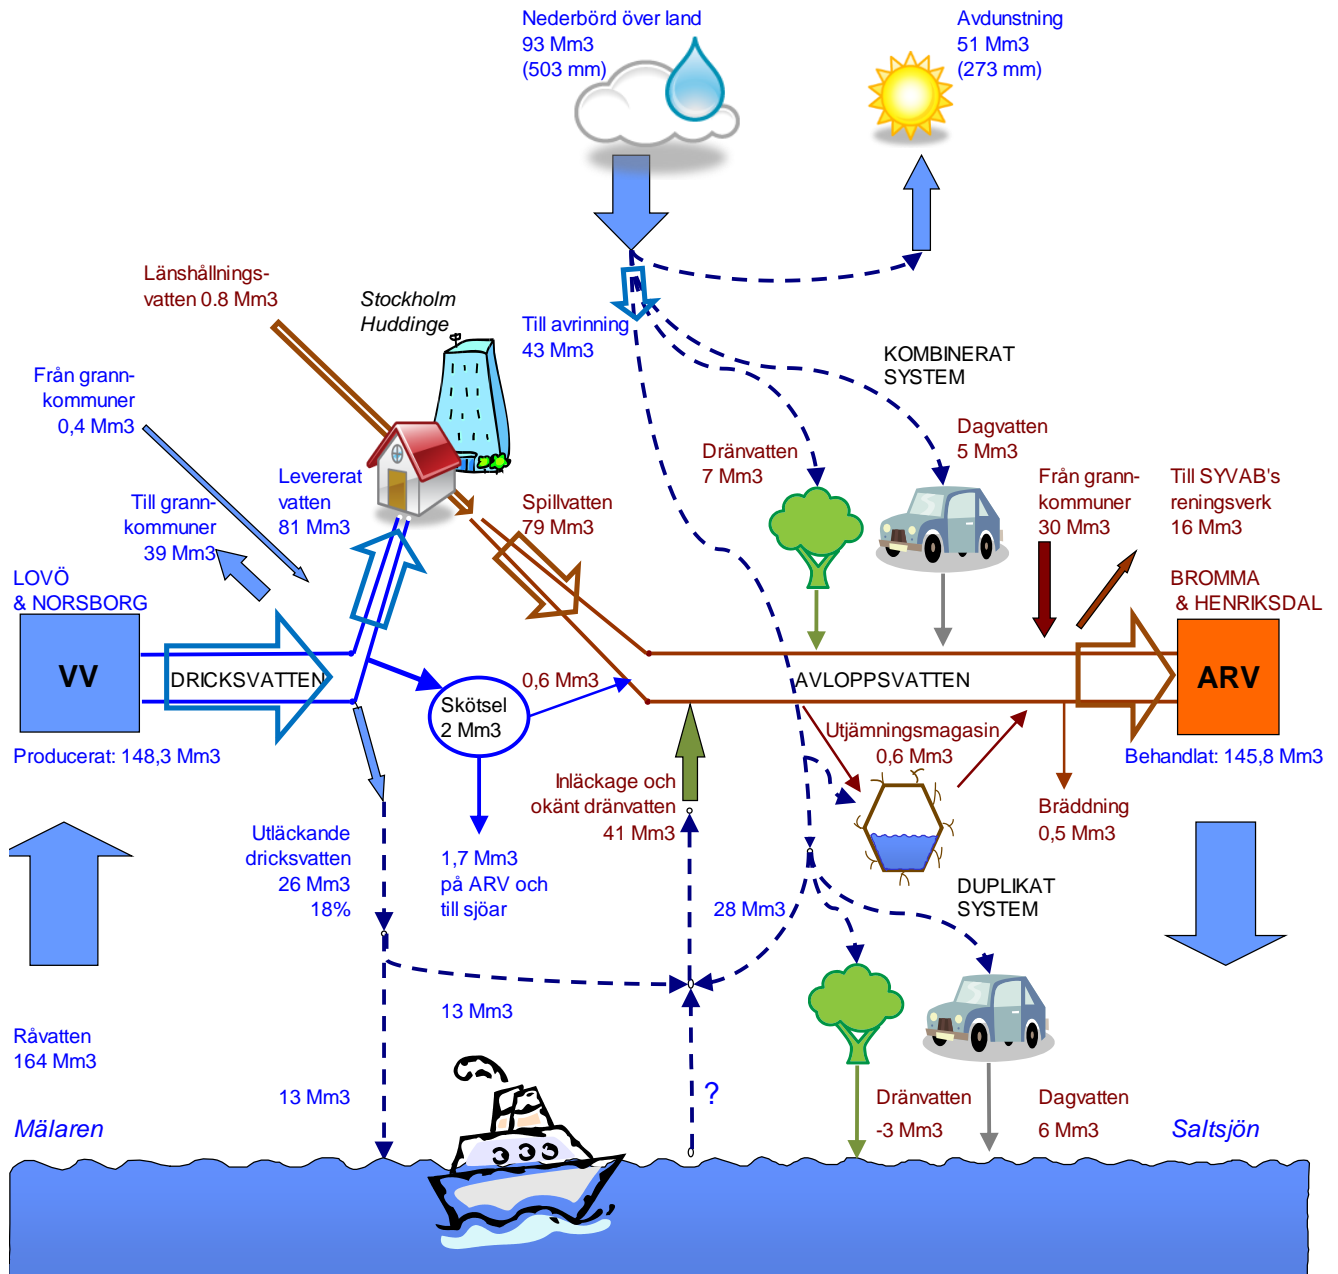 Nederbörd över land
93 Mm3
(503 mm)
Avdunstning
51 Mm3
(273 mm)
Länshållnings-
vatten 0.8 Mm3
Stockholm
Huddinge
Till avrinning
43 Mm3
KOMBINERAT
SYSTEM
Från grann-
kommuner
0,4 Mm3
Dränvatten
7 Mm3
Dagvatten
5 Mm3
Till grann-
kommuner
39 Mm3
Levererat
vatten
81 Mm3
Spillvatten
79 Mm3
Från grann-
kommuner
30 Mm3
Till SYVAB's
reningsverk
16 Mm3
LOVÖ
& NORSBORG
BROMMA
& HENRIKSDAL
VV
DRICKSVATTEN
0,6 Mm3
AVLOPPSVATTEN
ARV
Skötsel
2 Mm3
Producerat: 148,3 Mm3
Utjämningsmagasin
0,6 Mm3
Behandlat: 145,8 Mm3
Inläckage och
okänt dränvatten
41 Mm3
Bräddning
0,5 Mm3
Utläckande
dricksvatten
26 Mm3
18%
1,7 Mm3
på ARV och
till sjöar
28 Mm3
DUPLIKAT
SYSTEM
13 Mm3
Råvatten
164 Mm3
13 Mm3
?
Dränvatten
-3 Mm3
Dagvatten
6 Mm3
Mälaren
Saltsjön